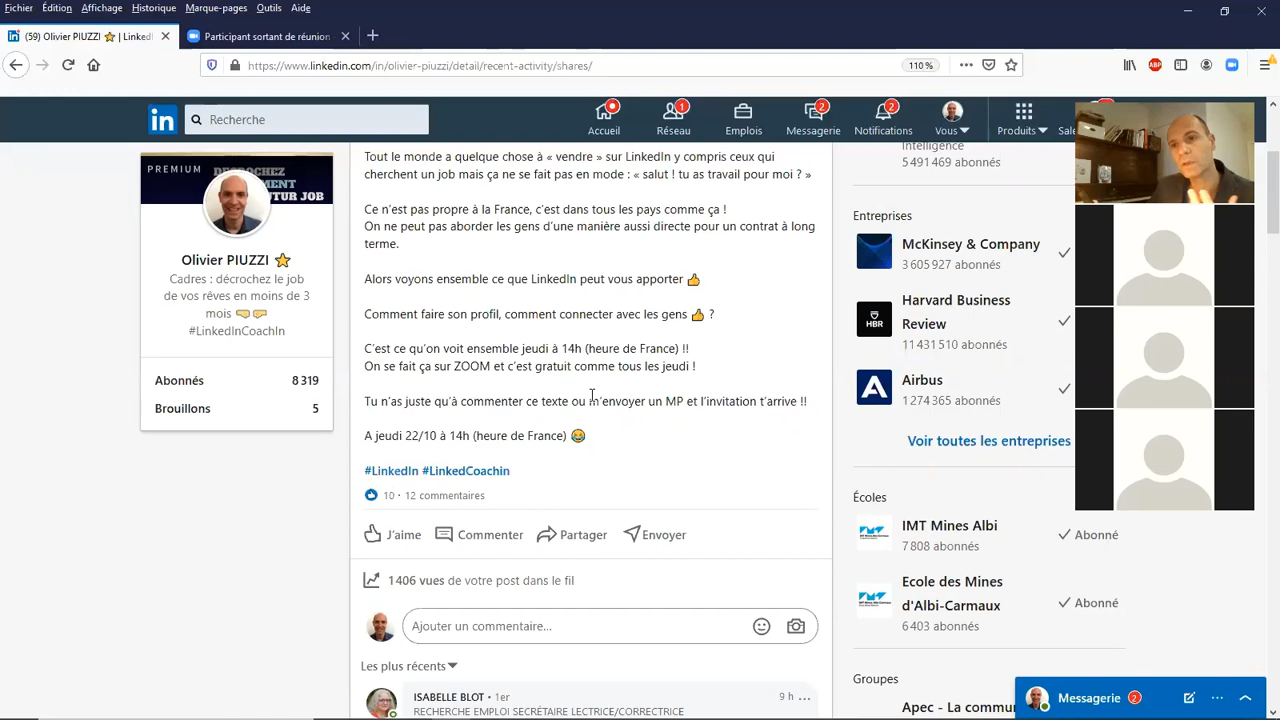 Fichier Édition Affichage Historique Marque-pages Outils Aide
(59) Olivier PIUZZI ⭐ | LinkedI
Participant sortant de réunion
https://www.linkedin.com/in/olivier-piuzzi/detail/recent-activity/shares/
110 %
ABP
in
Recherche
Accueil
1
Réseau
Emplois
2
Messagerie
2
Notifications
Vous
Produits
PREMIUM
DECROCHEZ
FUTUR JOB
Olivier PIUZZI ⭐
Cadres : décrochez le job
de vos rêves en moins de 3
mois 🤜🤛
#LinkedInCoachIn
Abonnés 8 319
Brouillons 5
Tout le monde a quelque chose à « vendre » sur LinkedIn y compris ceux qui
cherchent un job mais ça ne se fait pas en mode : « salut ! tu as travail pour moi ? »
Ce n'est pas propre à la France, c'est dans tous les pays comme ça !
On ne peut pas aborder les gens d'une manière aussi directe pour un contrat à long
terme.
Alors voyons ensemble ce que LinkedIn peut vous apporter 👍
Comment faire son profil, comment connecter avec les gens 👍 ?
C'est ce qu'on voit ensemble jeudi à 14h (heure de France) !!
On se fait ça sur ZOOM et c'est gratuit comme tous les jeudi !
Tu n'as juste qu'à commenter ce texte ou m'envoyer un MP et l'invitation t'arrive !!
A jeudi 22/10 à 14h (heure de France) 😂
#LinkedIn #LinkedCoachin
10 · 12 commentaires
J'aime
Commenter
Partager
Envoyer
1 406 vues de votre post dans le fil
Ajouter un commentaire…
Les plus récents
ISABELLE BLOT • 1er
9 h
RECHERCHE EMPLOI SECRÉTAIRE LECTRICE/CORRECTRICE
Intelligence
5 491 469 abonnés
Entreprises
McKinsey & Company
3 605 927 abonnés
HBR
Harvard Business
Review
11 431 510 abonnés
Airbus
1 274 365 abonnés
Voir toutes les entreprises
Écoles
IMT Mines Albi
7 808 abonnés
Abonné
Ecole des Mines
d'Albi-Carmaux
6 403 abonnés
Abonné
Groupes
Apec - La commu
Messagerie 2